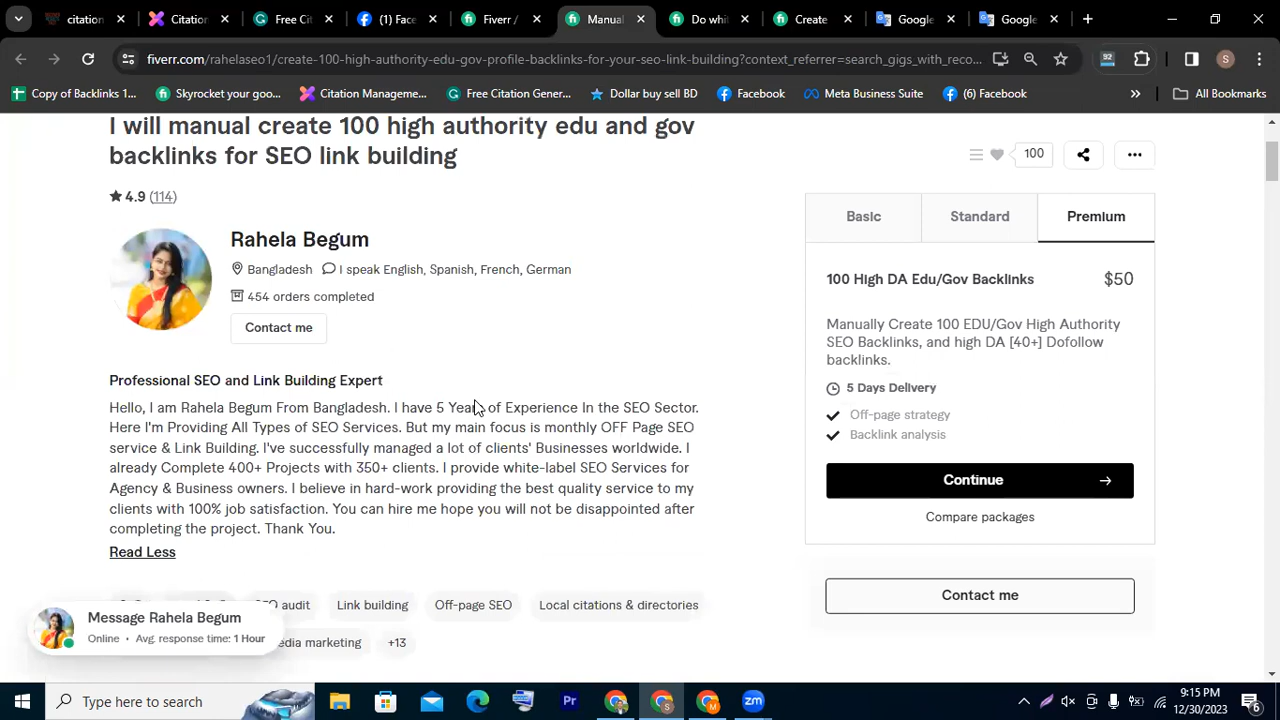 citation
Citation
Free Cit
(1) Face
Fiverr /
Manual
Do whit
Create
Google
Google
fiverr.com/rahelaseo1/create-100-high-authority-edu-gov-profile-backlinks-for-your-seo-link-building?context_referrer=search_gigs_with_reco...
92
S
Copy of Backlinks 1...
Skyrocket your goo...
Citation Manageme...
Free Citation Gener...
Dollar buy sell BD
Facebook
Meta Business Suite
(6) Facebook
All Bookmarks
I will manual create 100 high authority edu and gov
backlinks for SEO link building
100
4.9 (114)
Rahela Begum
Bangladesh
I speak English, Spanish, French, German
454 orders completed
Contact me
Professional SEO and Link Building Expert
Hello, I am Rahela Begum From Bangladesh. I have 5 Years of Experience In the SEO Sector.
Here I'm Providing All Types of SEO Services. But my main focus is monthly OFF Page SEO
service & Link Building. I've successfully managed a lot of clients' Businesses worldwide. I
already Complete 400+ Projects with 350+ clients. I provide white-label SEO Services for
Agency & Business owners. I believe in hard-work providing the best quality service to my
clients with 100% job satisfaction. You can hire me hope you will not be disappointed after
completing the project. Thank You.
Read Less
SEO audit
Link building
Off-page SEO
Local citations & directories
media marketing
+13
Message Rahela Begum
Online • Avg. response time: 1 Hour
Basic
Standard
Premium
100 High DA Edu/Gov Backlinks
$50
Manually Create 100 EDU/Gov High Authority
SEO Backlinks, and high DA [40+] Dofollow
backlinks.
5 Days Delivery
Off-page strategy
Backlink analysis
Continue
Compare packages
Contact me
Type here to search
Pr
zm
9:15 PM
12/30/2023
6